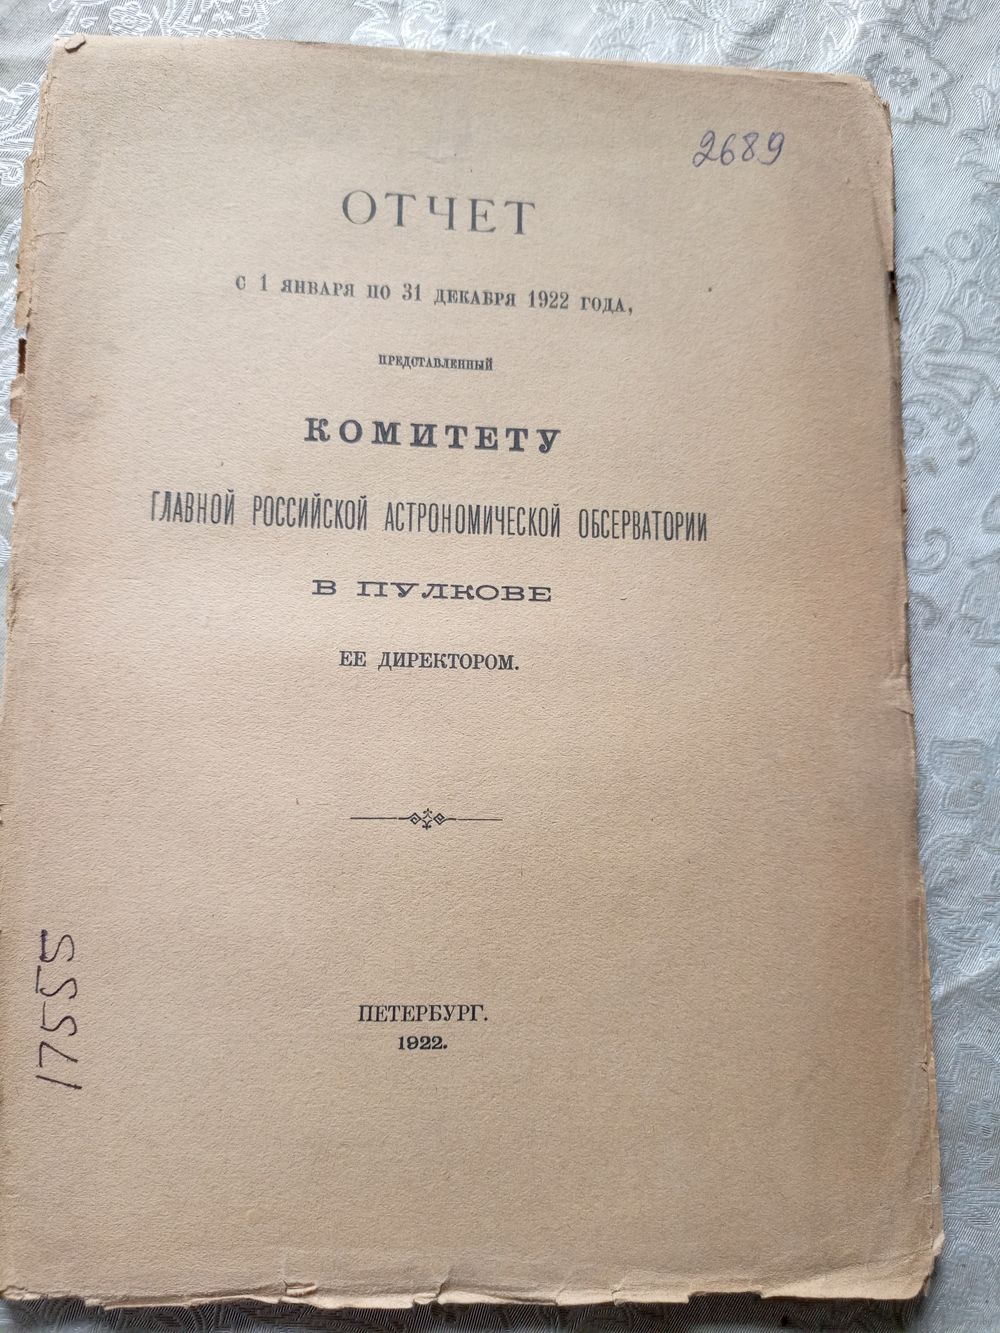 2689
ОТЧЕТ
С 1 ЯНВАРЯ ПО 31 ДЕКАБРЯ 1922 ГОДА,
ПРЕДСТАВЛЕННЫЙ
КОМИТЕТУ
ГЛАВНОЙ РОССИЙСКОЙ АСТРОНОМИЧЕСКОЙ ОБСЕРВАТОРИИ
В ПУЛКОВЕ
ЕЕ ДИРЕКТОРОМ.
17555
ПЕТЕРБУРГ.
1922.